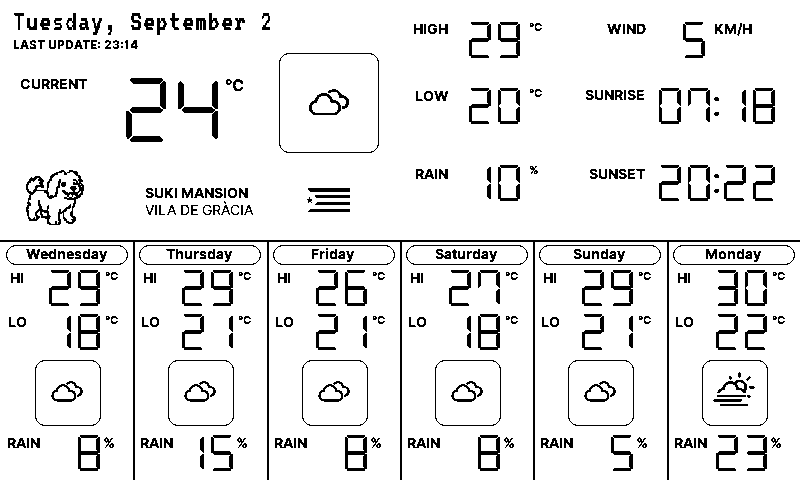 Tuesday, September 2
LAST UPDATE: 23:14
CURRENT 24 °C
SUKI MANSION
VILA DE GRÀCIA
HIGH 29 °C
LOW 20 °C
RAIN 10 %
WIND 5 KM/H
SUNRISE 07:18
SUNSET 20:22
Wednesday
HI 29 °C
LO 18 °C
RAIN 8 %
Thursday
HI 29 °C
LO 21 °C
RAIN 15 %
Friday
HI 26 °C
LO 21 °C
RAIN 8 %
Saturday
HI 27 °C
LO 18 °C
RAIN 8 %
Sunday
HI 29 °C
LO 21 °C
RAIN 5 %
Monday
HI 30 °C
LO 22 °C
RAIN 23 %